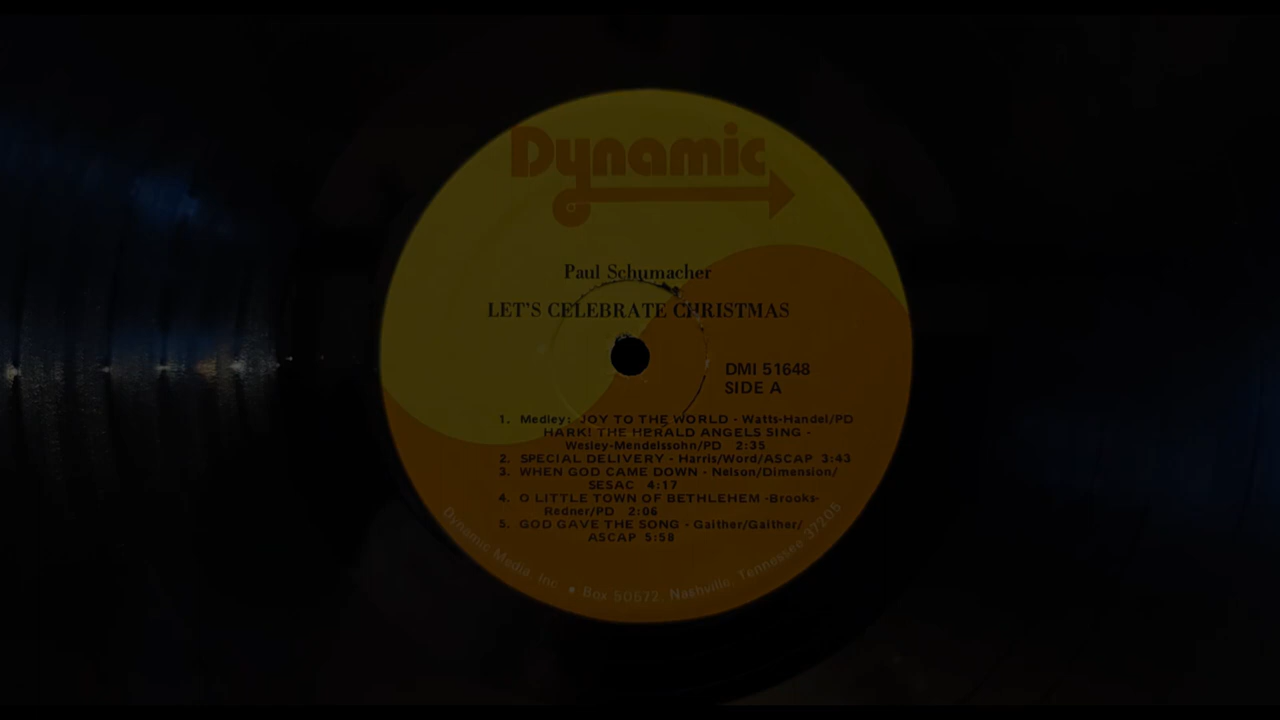 Dynamic
Paul Schumacher
LET'S CELEBRATE CHRISTMAS
DMI 51648
SIDE A
1. Medley: JOY TO THE WORLD - Watts-Handel/PD
HARK! THE HERALD ANGELS SING -
Wesley-Mendelssohn/PD 2:35
2. SPECIAL DELIVERY - Harris/Word/ASCAP 3:43
3. WHEN GOD CAME DOWN - Nelson/Dimension/
SESAC 4:17
4. O LITTLE TOWN OF BETHLEHEM -Brooks-
Redner/PD 2:06
5. GOD GAVE THE SONG - Gaither/Gaither/
ASCAP 5:58
Dynamic Media, Inc. • Box 50572, Nashville, Tennessee 37205